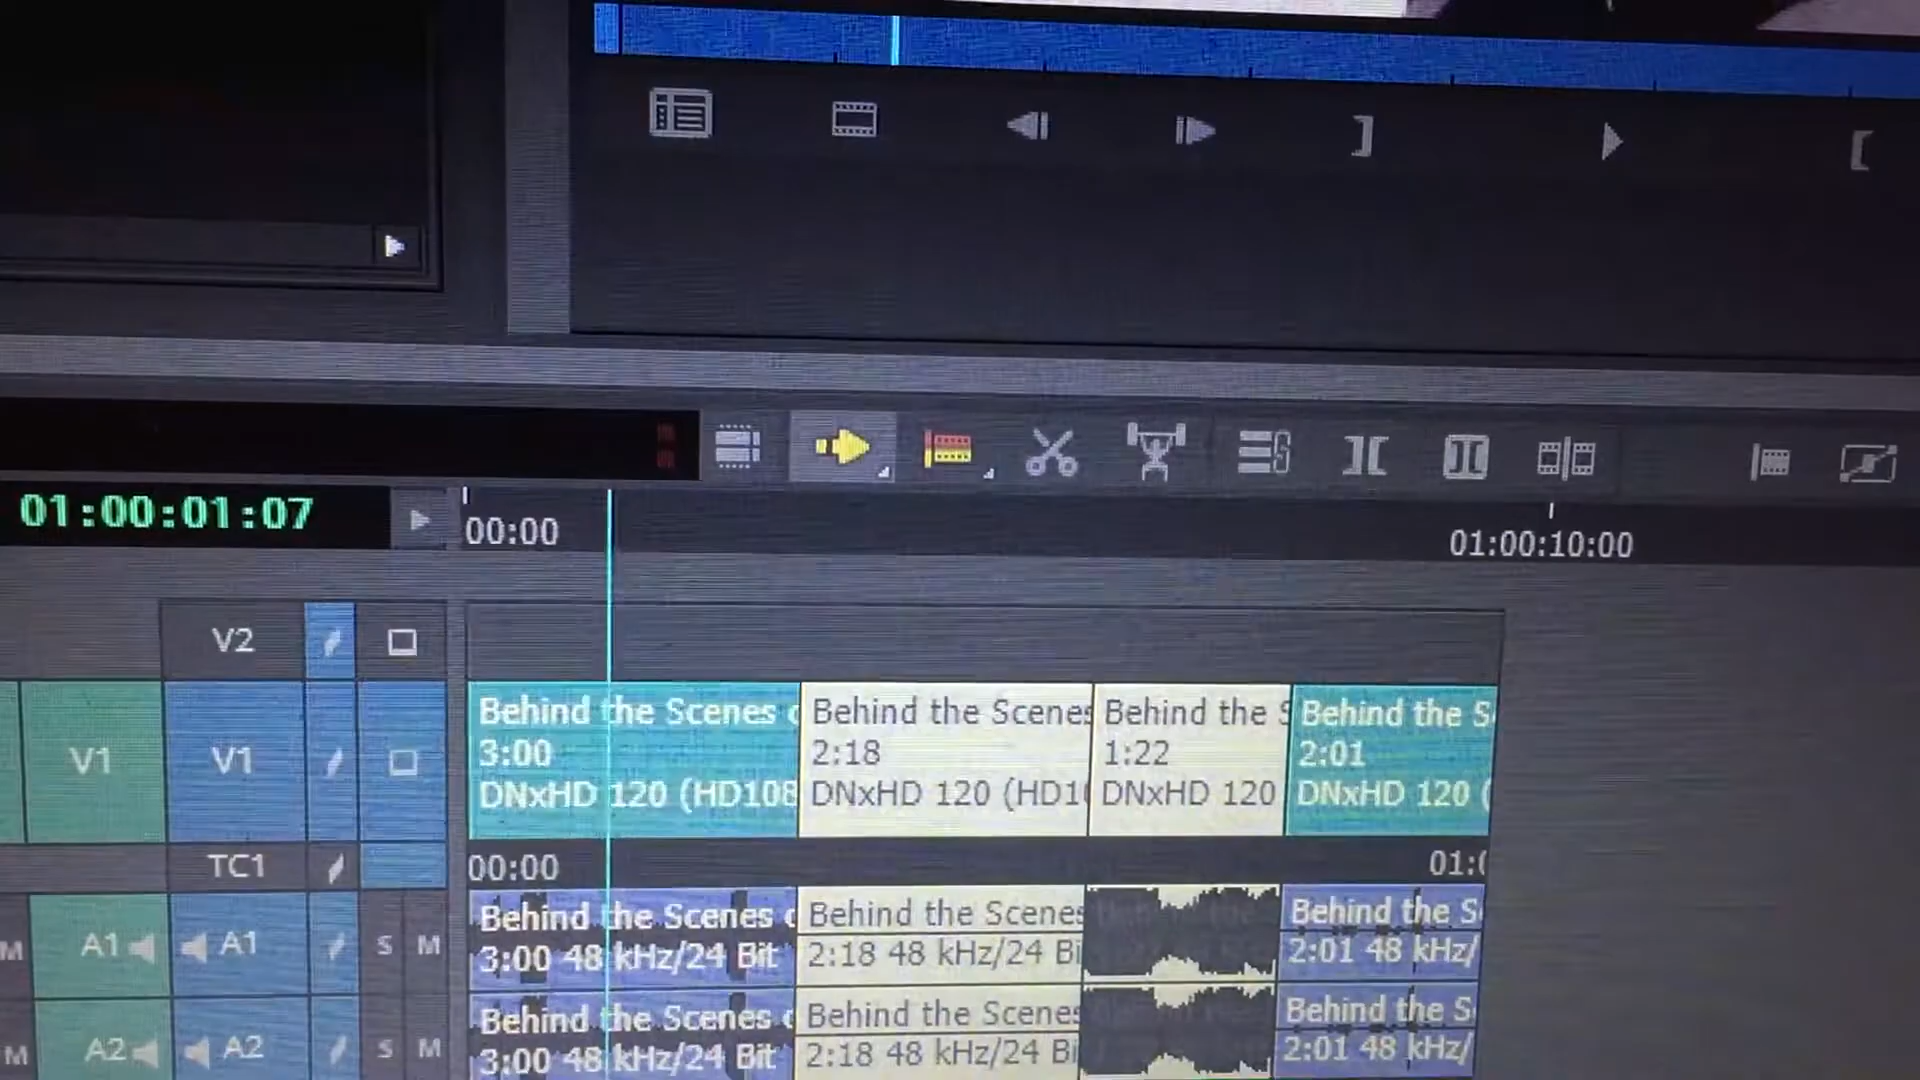 01:00:01:07
00:00
01:00:10:00
V2
V1
V1
Behind the Scenes
3:00
DNxHD 120 (HD108
Behind the Scenes
2:18
DNxHD 120 (HD10
Behind the S
1:22
DNxHD 120
Behind the S
2:01
DNxHD 120 (
TC1
00:00
01:0
M
A1
A1
S
M
Behind the Scenes
3:00 48 kHz/24 Bit
Behind the Scenes
2:18 48 kHz/24 Bi
Behind the S
2:01 48 kHz/
M
A2
A2
S
M
Behind the Scenes
3:00 48 kHz/24 Bit
Behind the Scenes
2:18 48 kHz/24 Bi
Behind the S
2:01 48 kHz/